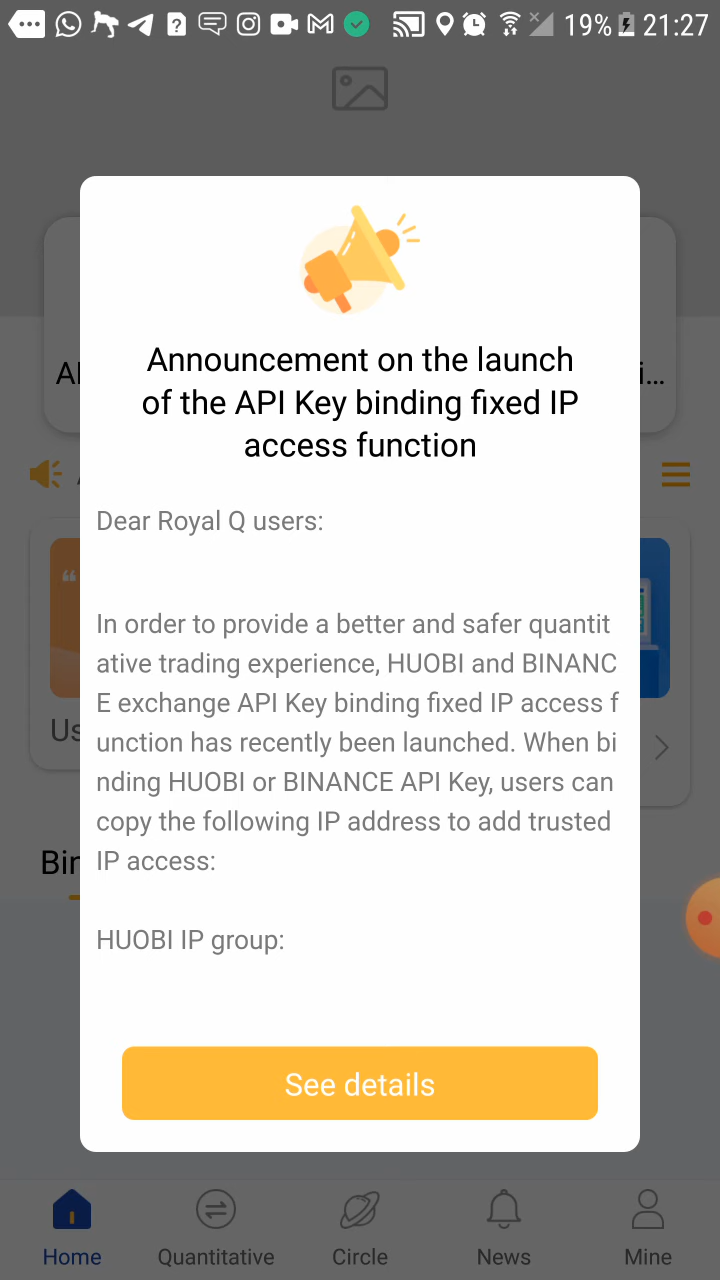 19% 21:27
Announcement on the launch
of the API Key binding fixed IP
access function
Dear Royal Q users:
In order to provide a better and safer quantit
ative trading experience, HUOBI and BINANC
E exchange API Key binding fixed IP access f
unction has recently been launched. When bi
nding HUOBI or BINANCE API Key, users can
copy the following IP address to add trusted
IP access:
HUOBI IP group:
See details
Home Quantitative Circle News Mine